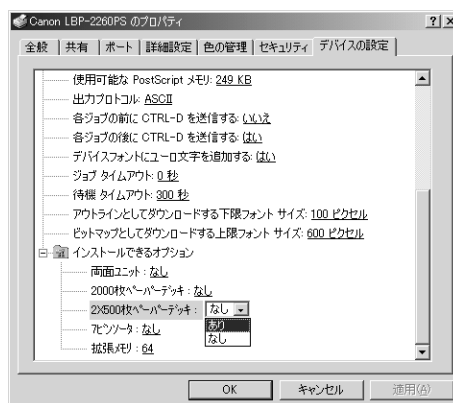 Canon LBP-2260PS のプロパティ
? ×
全般 共有 ポート 詳細設定 色の管理 セキュリティ デバイスの設定
使用可能な PostScript メモリ: 249 KB
出力プロトコル: ASCII
各ジョブの前に CTRL-D を送信する: いいえ
各ジョブの後に CTRL-D を送信する: はい
デバイスフォントにユーロ文字を追加する: はい
ジョブ タイムアウト: 0 秒
待機 タイムアウト: 300 秒
アウトラインとしてダウンロードする下限フォント サイズ: 100 ピクセル
ビットマップとしてダウンロードする上限フォント サイズ: 600 ピクセル
インストールできるオプション
両面ユニット : なし
2000枚ペーパーデッキ : なし
2X500枚ペーパーデッキ : なし
あり
なし
7ビンソータ : なし
拡張メモリ : 64
OK キャンセル 適用(A)